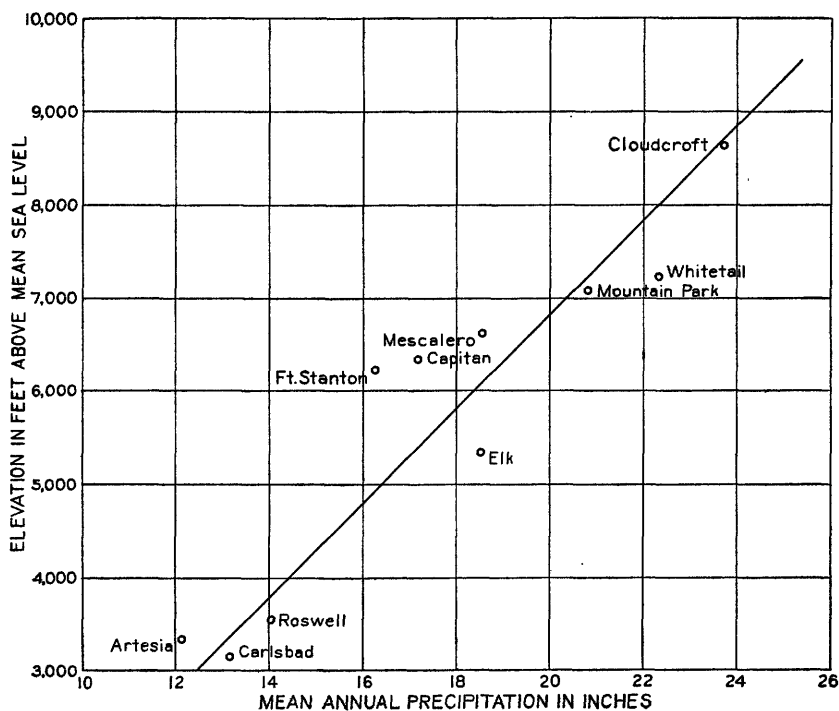 10,000
9,000
8,000
7,000
6,000
5,000
4,000
3,000
ELEVATION IN FEET ABOVE MEAN SEA LEVEL
Cloudcroft
Whitetail
Mountain Park
Mescalero
Capitan
Ft. Stanton
Elk
Roswell
Artesia
Carlsbad
10 12 14 16 18 20 22 24 26
MEAN ANNUAL PRECIPITATION IN INCHES